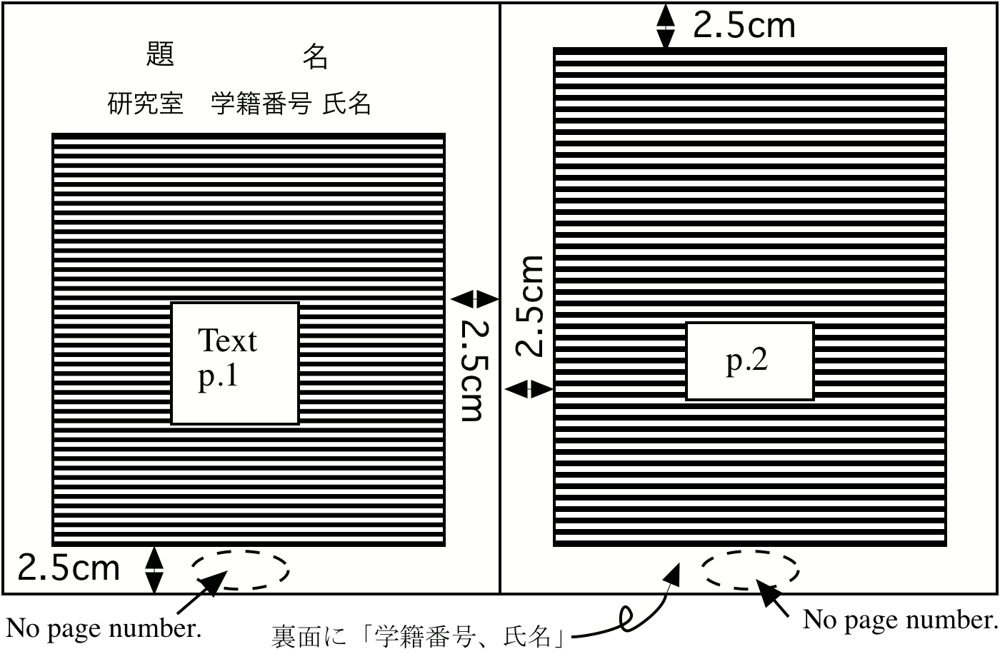 題 名
研究室 学籍番号 氏名
Text
p.1
2.5cm
2.5cm
No page number.
2.5cm
2.5cm
p.2
裏面に「学籍番号、氏名」
No page number.